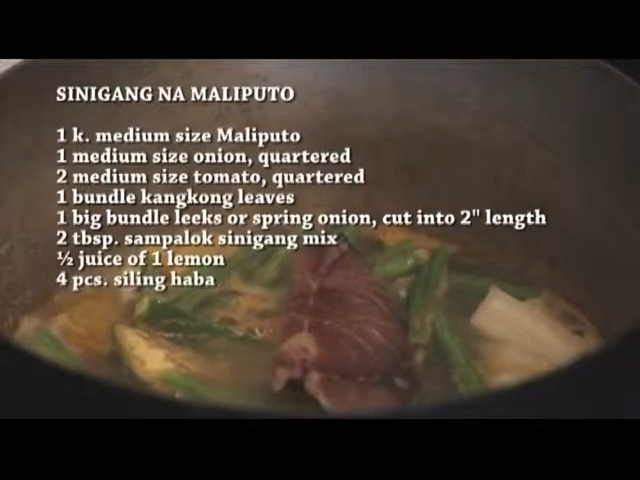 SINIGANG NA MALIPUTO
1 k. medium size Maliputo
1 medium size onion, quartered
2 medium size tomato, quartered
1 bundle kangkong leaves
1 big bundle leeks or spring onion, cut into 2" length
2 tbsp. sampalok sinigang mix
½ juice of 1 lemon
4 pcs. siling haba